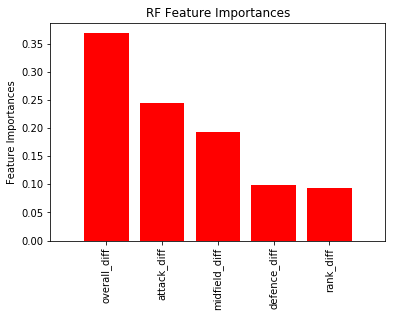 RF Feature Importances
Feature Importances
0.35
0.30
0.25
0.20
0.15
0.10
0.05
0.00
overall_diff
attack_diff
midfield_diff
defence_diff
rank_diff